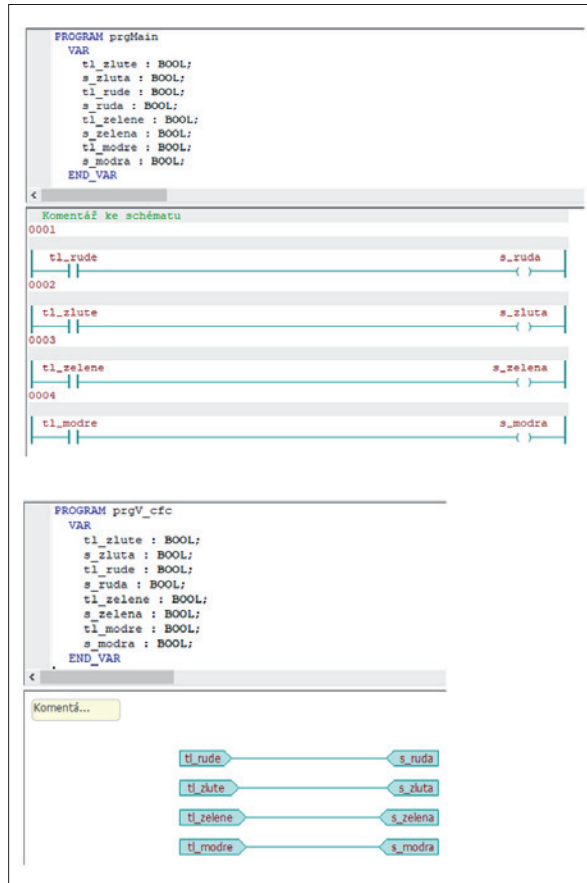 PROGRAM prgMain
VAR
tl_zlute : BOOL;
s_zluta : BOOL;
tl_rude : BOOL;
s_ruda : BOOL;
tl_zelene : BOOL;
s_zelena : BOOL;
tl_modre : BOOL;
s_modra : BOOL;
END_VAR
Komentář ke schématu
0001
tl_rude s_ruda
0002
tl_zlute s_zluta
0003
tl_zelene s_zelena
0004
tl_modre s_modra
PROGRAM prgV_cfc
VAR
tl_zlute : BOOL;
s_zluta : BOOL;
tl_rude : BOOL;
s_ruda : BOOL;
tl_zelene : BOOL;
s_zelena : BOOL;
tl_modre : BOOL;
s_modra : BOOL;
END_VAR
Komentá...
tl_rude s_ruda
tl_zlute s_zluta
tl_zelene s_zelena
tl_modre s_modra